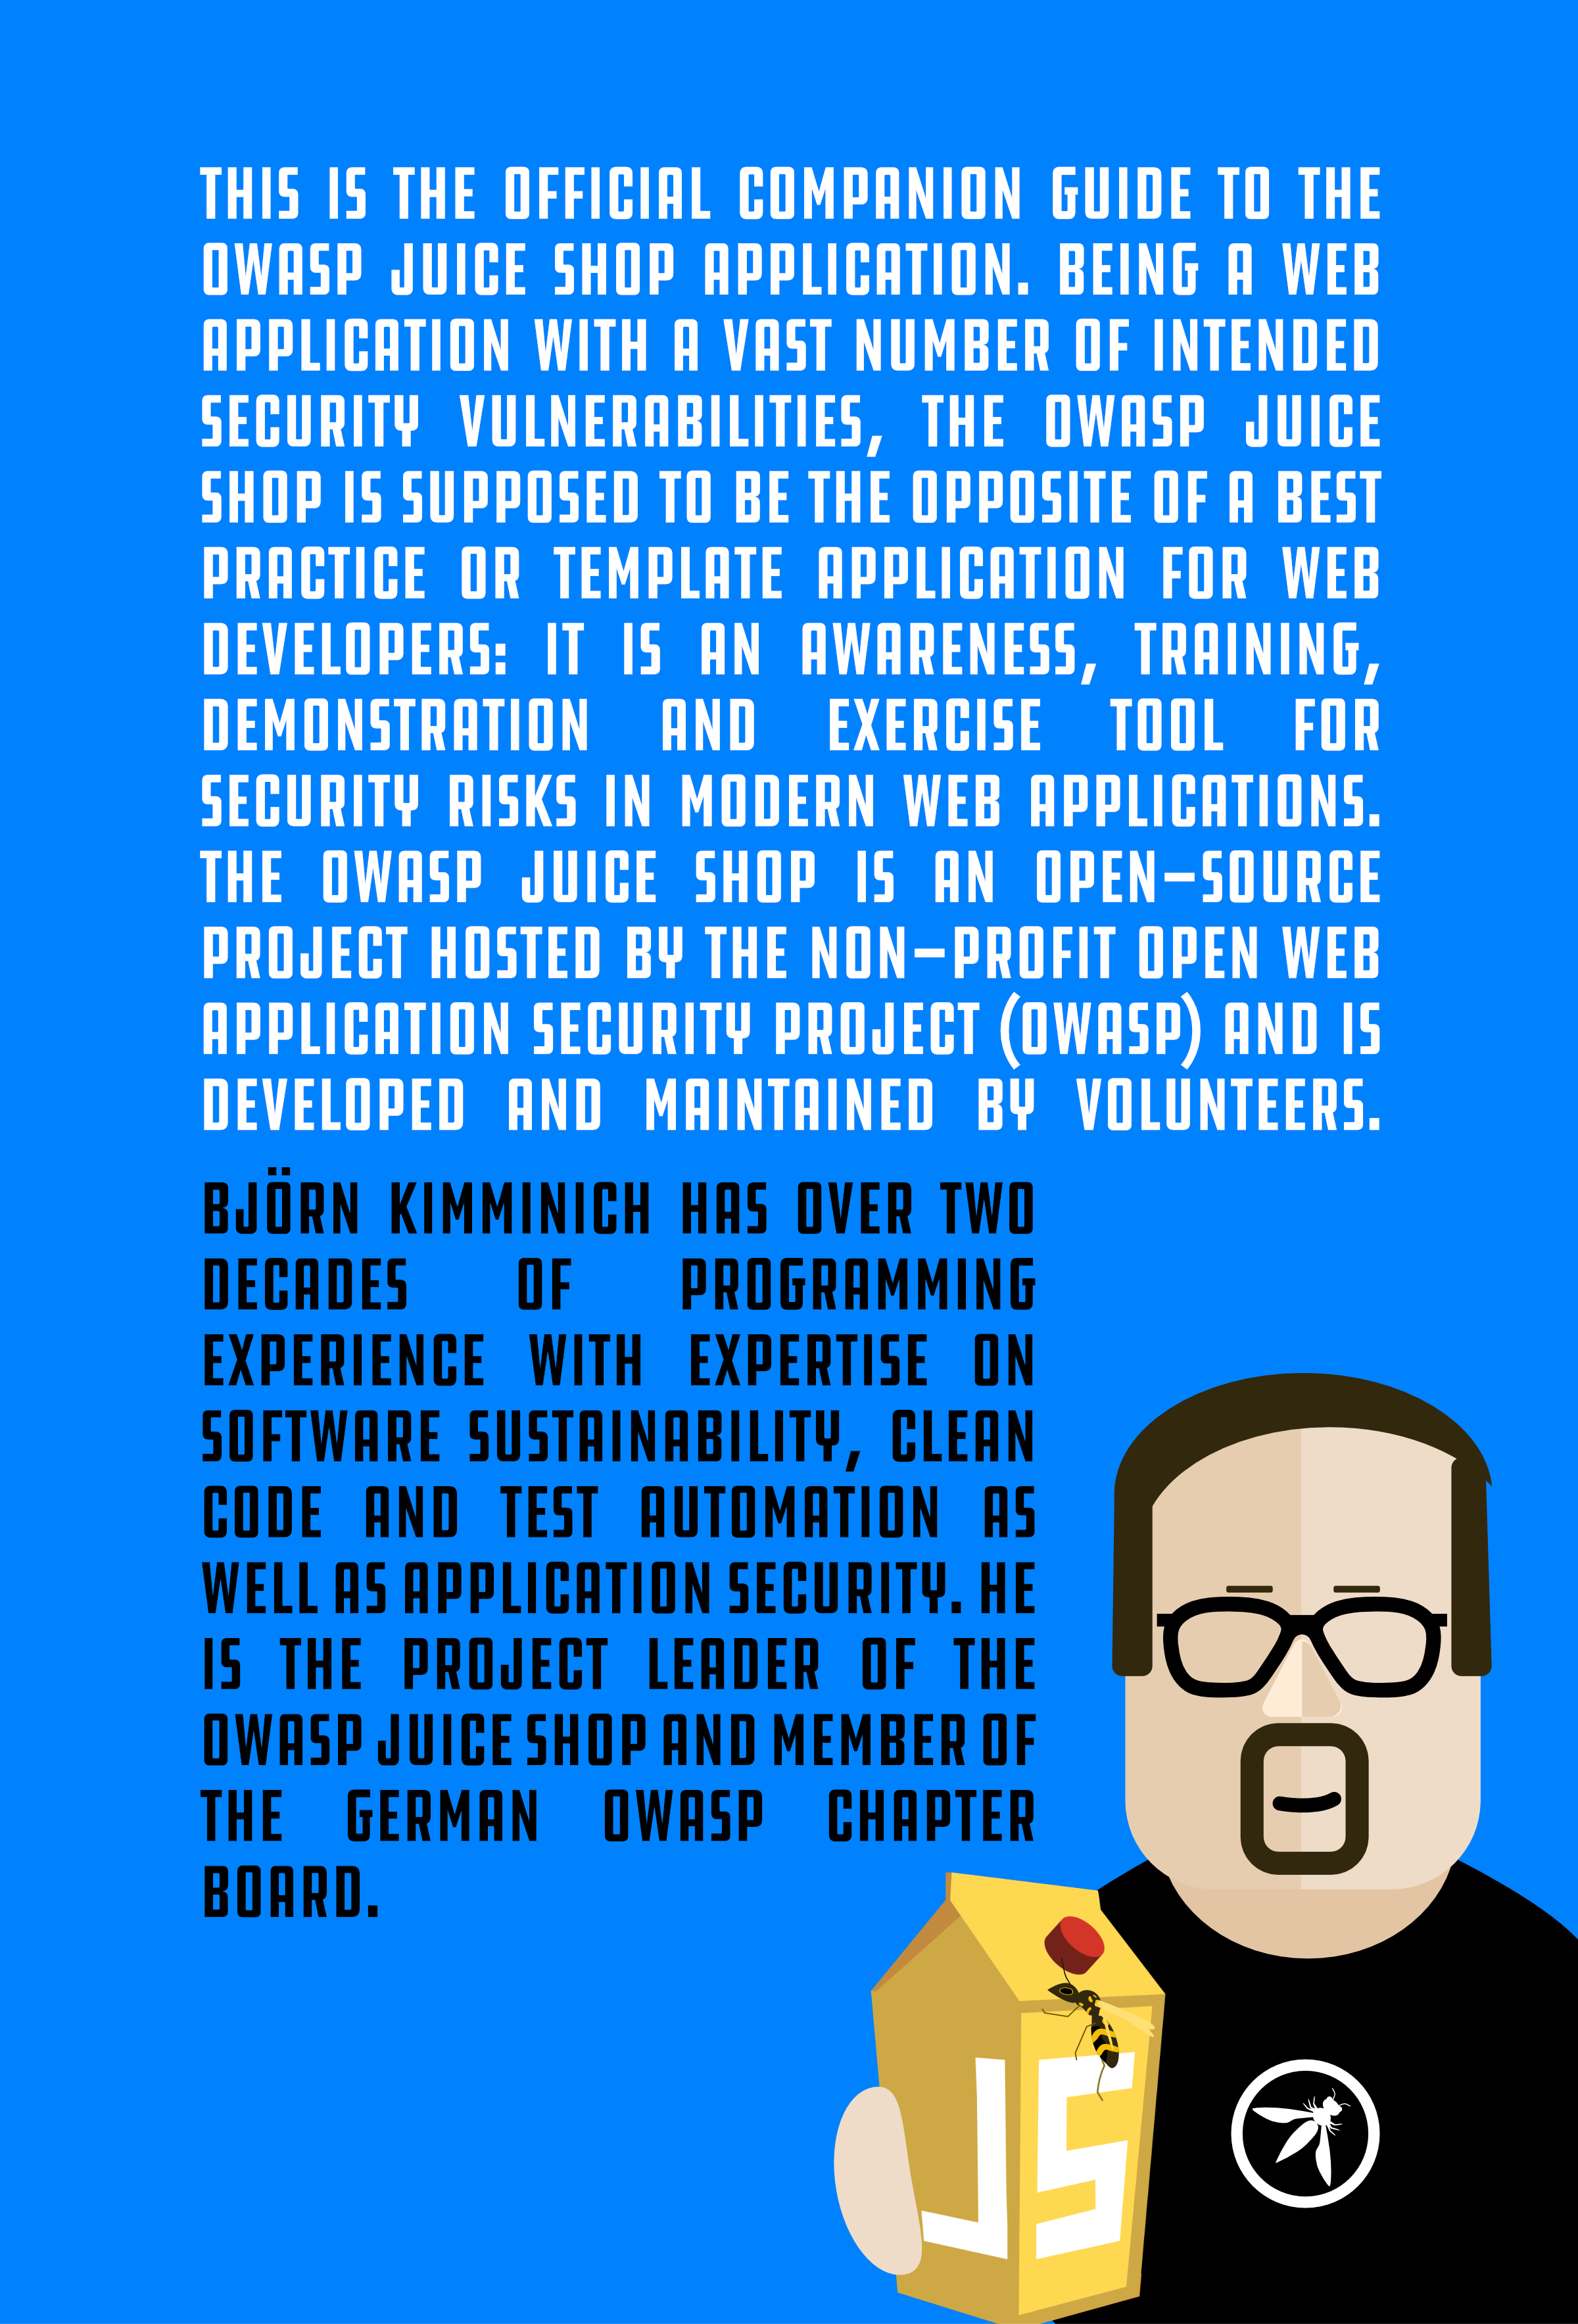 THIS IS THE OFFICIAL COMPANION GUIDE TO THE
OWASP JUICE SHOP APPLICATION. BEING A WEB
APPLICATION WITH A VAST NUMBER OF INTENDED
SECURITY VULNERABILITIES, THE OWASP JUICE
SHOP IS SUPPOSED TO BE THE OPPOSITE OF A BEST
PRACTICE OR TEMPLATE APPLICATION FOR WEB
DEVELOPERS: IT IS AN AWARENESS, TRAINING,
DEMONSTRATION AND EXERCISE TOOL FOR
SECURITY RISKS IN MODERN WEB APPLICATIONS.
THE OWASP JUICE SHOP IS AN OPEN-SOURCE
PROJECT HOSTED BY THE NON-PROFIT OPEN WEB
APPLICATION SECURITY PROJECT (OWASP) AND IS
DEVELOPED AND MAINTAINED BY VOLUNTEERS.
BJÖRN KIMMINICH HAS OVER TWO
DECADES OF PROGRAMMING
EXPERIENCE WITH EXPERTISE ON
SOFTWARE SUSTAINABILITY, CLEAN
CODE AND TEST AUTOMATION AS
WELL AS APPLICATION SECURITY. HE
IS THE PROJECT LEADER OF THE
OWASP JUICE SHOP AND MEMBER OF
THE GERMAN OWASP CHAPTER
BOARD.
JS